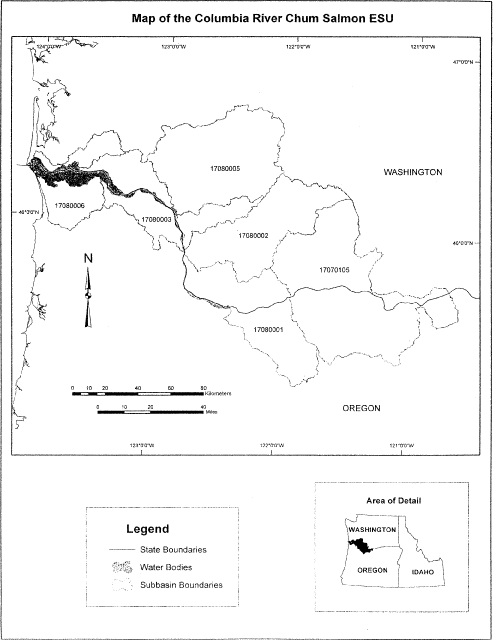 Map of the Columbia River Chum Salmon ESU
124°0'0"W 123°0'0"W 122°0'0"W 121°0'0"W
47°0'0"N
17080005
WASHINGTON
17080006
17080003
46°0'0"N
17080002
46°0'0"N
17070105
N
17080001
0 10 20 40 60 80
Kilometers
0 10 20 40
Miles
OREGON
123°0'0"W 122°0'0"W 121°0'0"W
Legend
State Boundaries
Water Bodies
Subbasin Boundaries
Area of Detail
WASHINGTON
OREGON
IDAHO